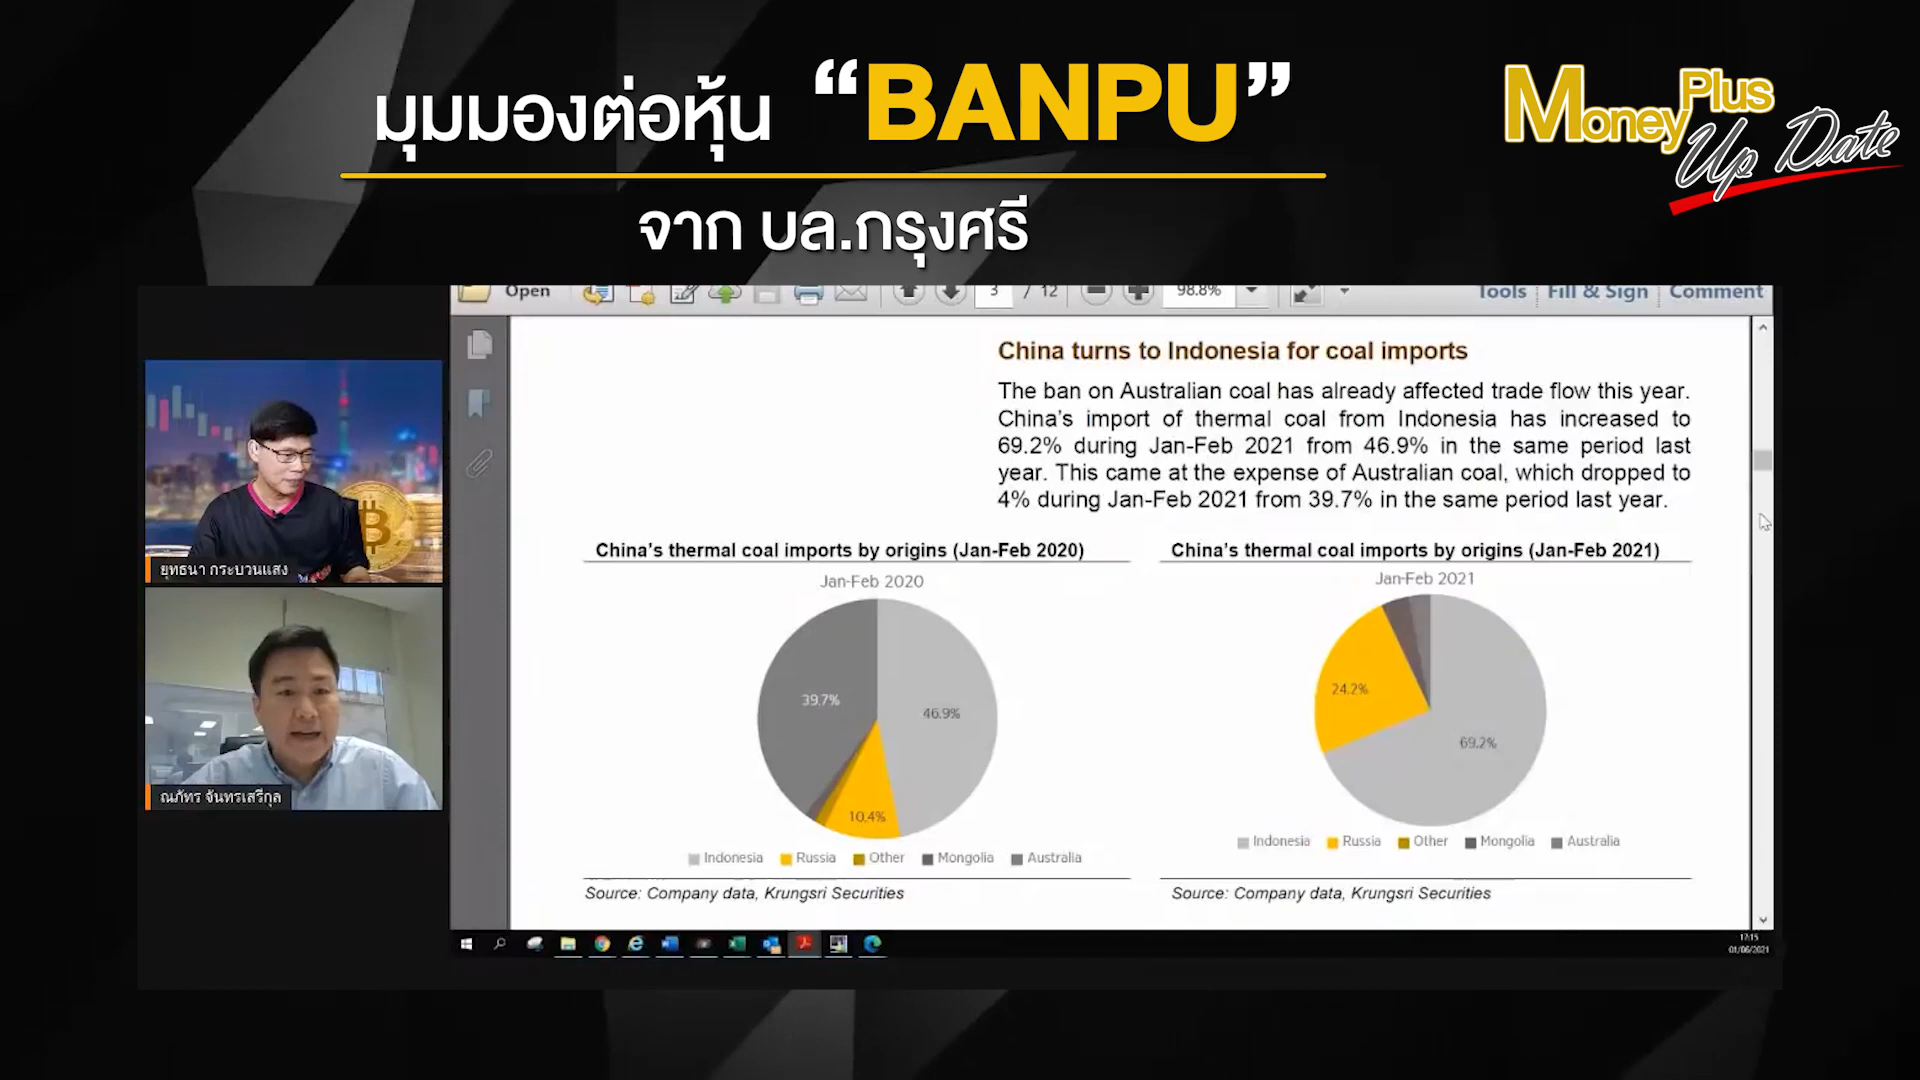 มุมมองต่อหุ้น “BANPU”
จาก บล.กรุงศรี
Money Plus
Up Date
Open
3 / 12
98.8%
Tools
Fill & Sign
Comment
China turns to Indonesia for coal imports
The ban on Australian coal has already affected trade flow this year.
China’s import of thermal coal from Indonesia has increased to
69.2% during Jan-Feb 2021 from 46.9% in the same period last
year. This came at the expense of Australian coal, which dropped to
4% during Jan-Feb 2021 from 39.7% in the same period last year.
China’s thermal coal imports by origins (Jan-Feb 2020)
Jan-Feb 2020
39.7%
46.9%
10.4%
Indonesia
Russia
Other
Mongolia
Australia
Source: Company data, Krungsri Securities
China’s thermal coal imports by origins (Jan-Feb 2021)
Jan-Feb 2021
24.2%
69.2%
Indonesia
Russia
Other
Mongolia
Australia
Source: Company data, Krungsri Securities
ยุทธนา กระบวนแสง
ณภัทร จันทรเสรีกุล
17:15
01/06/2021